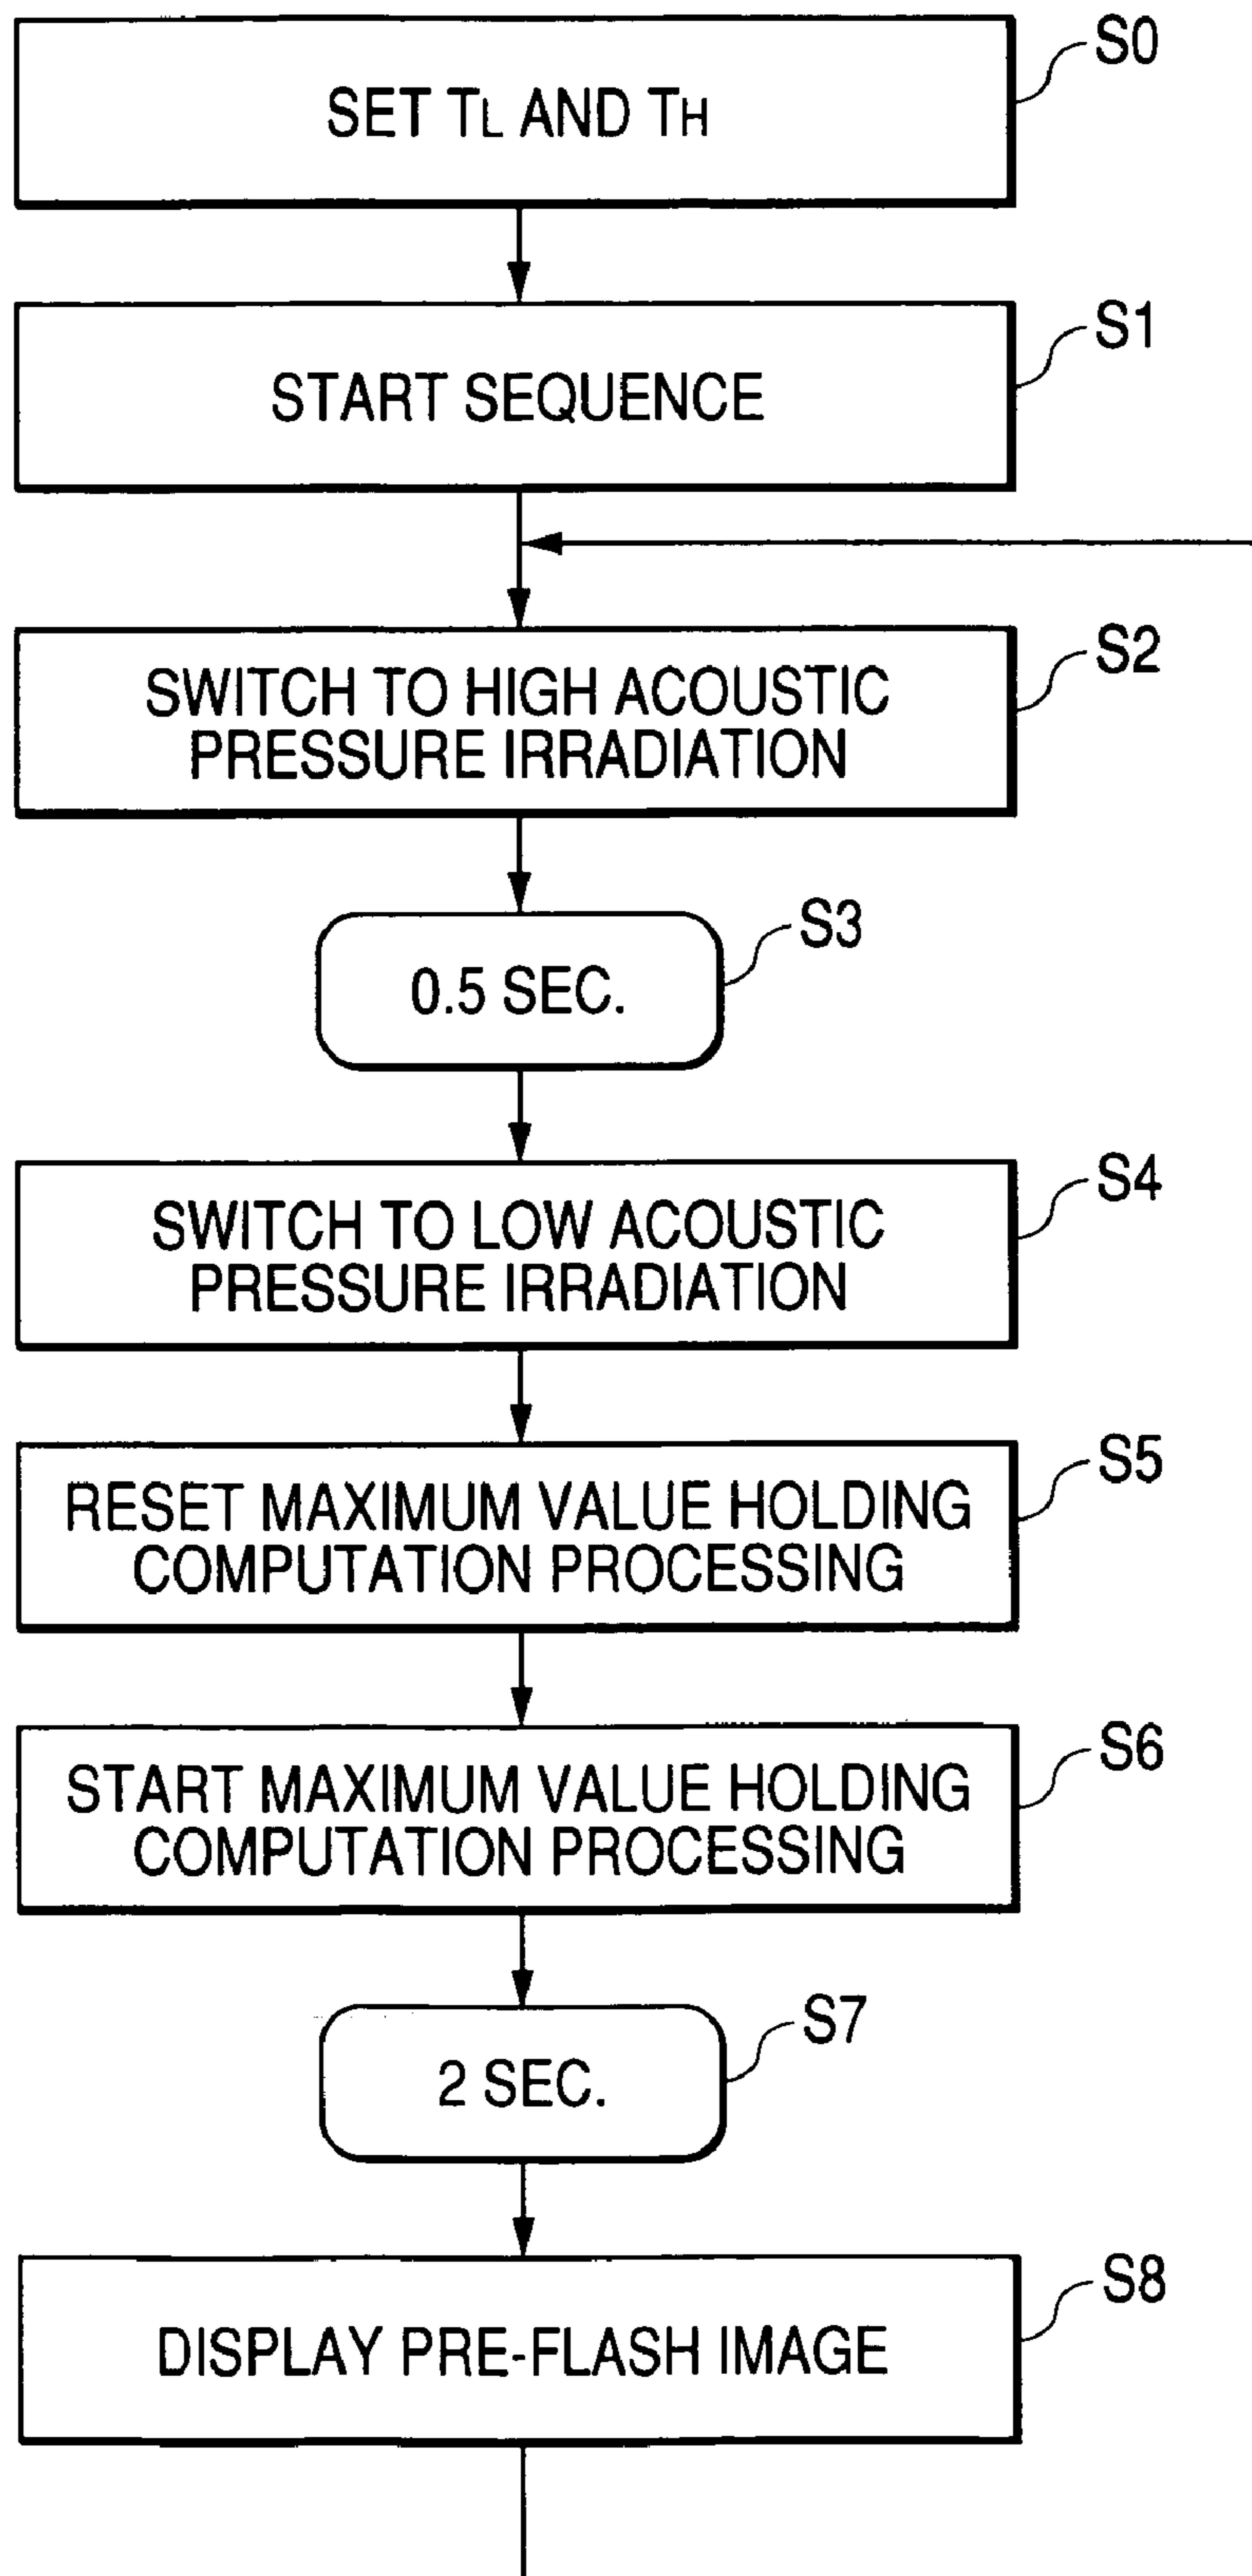 S0
SET TL AND TH
S1
START SEQUENCE
S2
SWITCH TO HIGH ACOUSTIC
PRESSURE IRRADIATION
S3
0.5 SEC.
S4
SWITCH TO LOW ACOUSTIC
PRESSURE IRRADIATION
S5
RESET MAXIMUM VALUE HOLDING
COMPUTATION PROCESSING
S6
START MAXIMUM VALUE HOLDING
COMPUTATION PROCESSING
S7
2 SEC.
S8
DISPLAY PRE-FLASH IMAGE